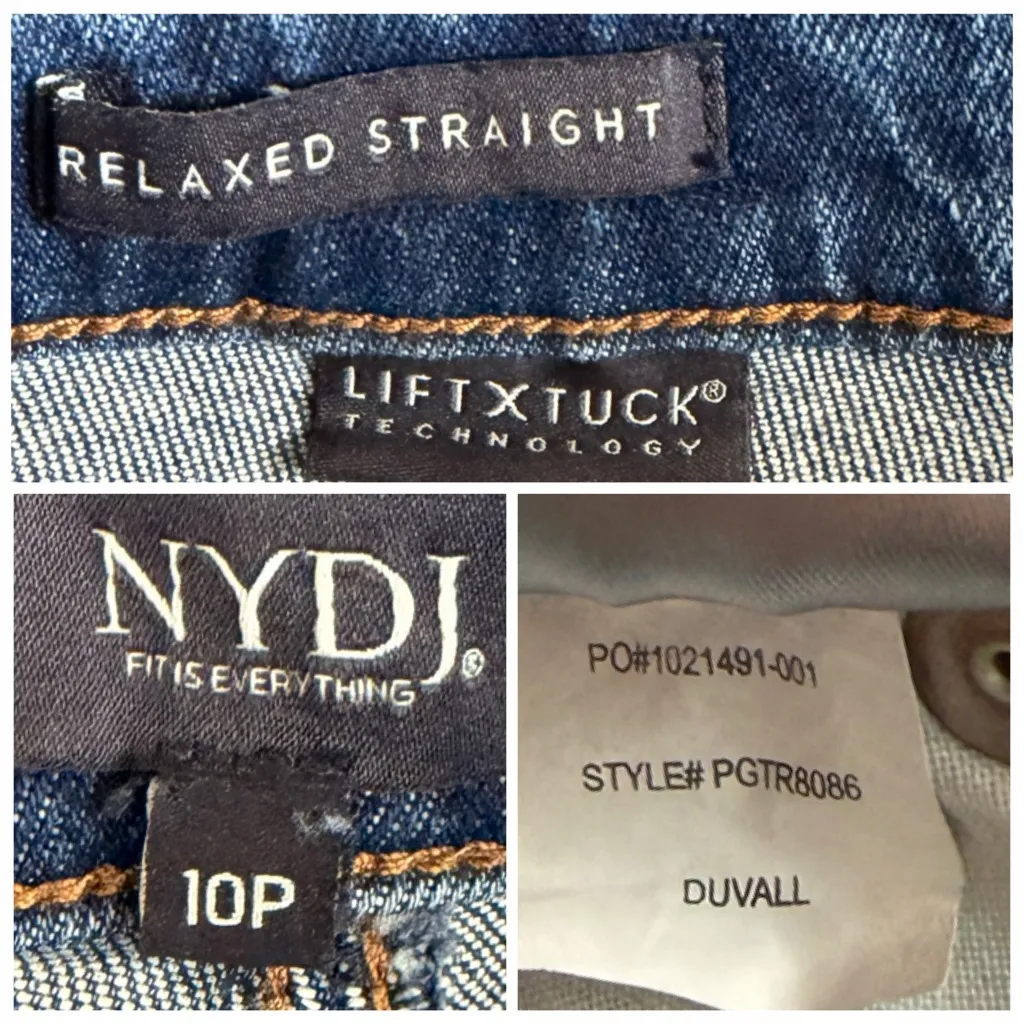 RELAXED STRAIGHT
LIFTXTUCK®
TECHNOLOGY
NYDJ®
FIT IS EVERYTHING
10P
PO#1021491-001
STYLE# PGTR8086
DUVALL